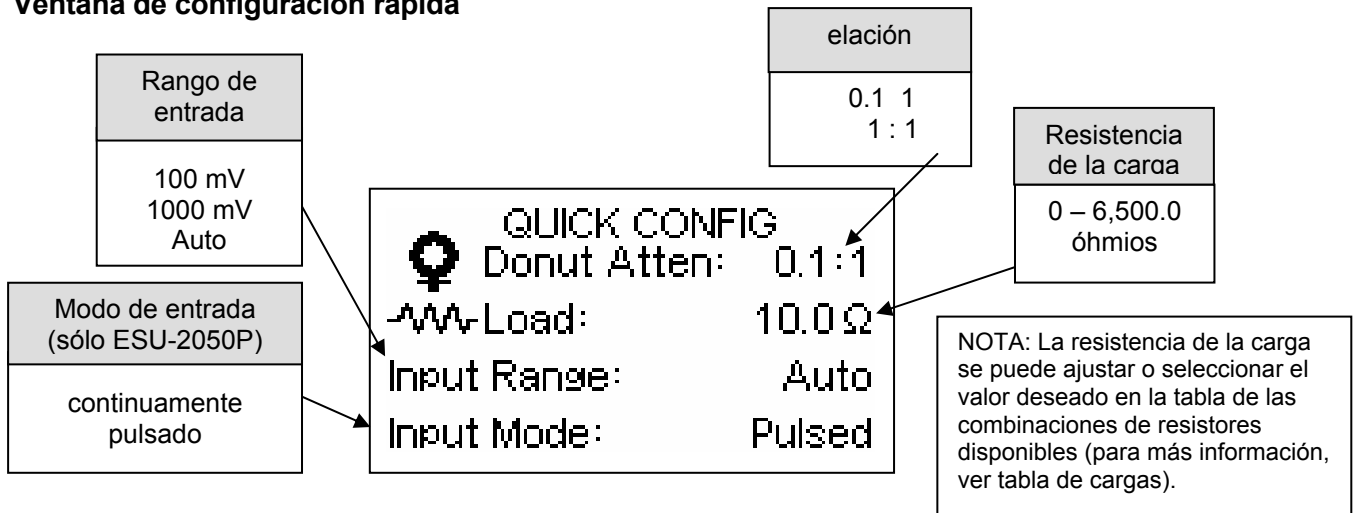 Ventana de configuración rápida
elación
0.1 1
1 : 1
Rango de
entrada
100 mV
1000 mV
Auto
Resistencia
de la carga
0 – 6,500.0
óhmios
QUICK CONFIG
Donut Atten: 0.1:1
Load: 10.0 Ω
Input Range: Auto
Input Mode: Pulsed
Modo de entrada
(sólo ESU-2050P)
continuamente
pulsado
NOTA: La resistencia de la carga
se puede ajustar o seleccionar el
valor deseado en la tabla de las
combinaciones de resistores
disponibles (para más información,
ver tabla de cargas).